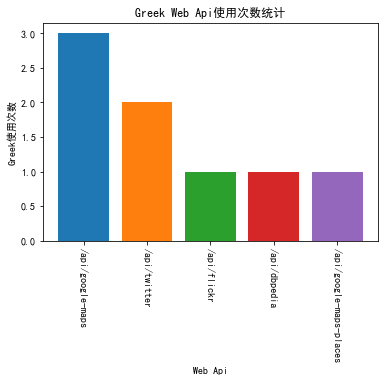 Greek Web Api使用次数统计
Greek使用次数
3.0
2.5
2.0
1.5
1.0
0.5
0.0
/api/google-maps
/api/twitter
/api/flickr
/api/dbpedia
/api/google-maps-places
Web Api